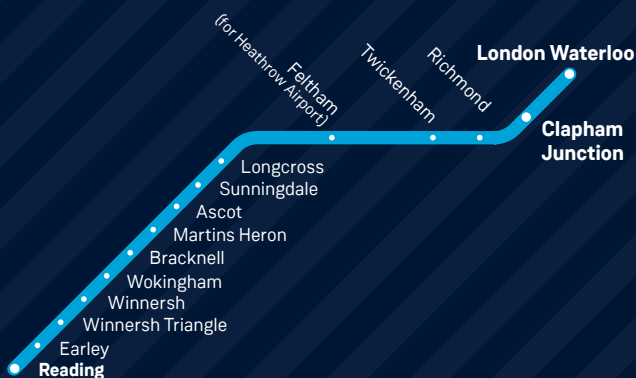 London Waterloo
Clapham
Junction
Richmond
Twickenham
Feltham
(for Heathrow Airport)
Longcross
Sunningdale
Ascot
Martins Heron
Bracknell
Wokingham
Winnersh
Winnersh Triangle
Earley
Reading